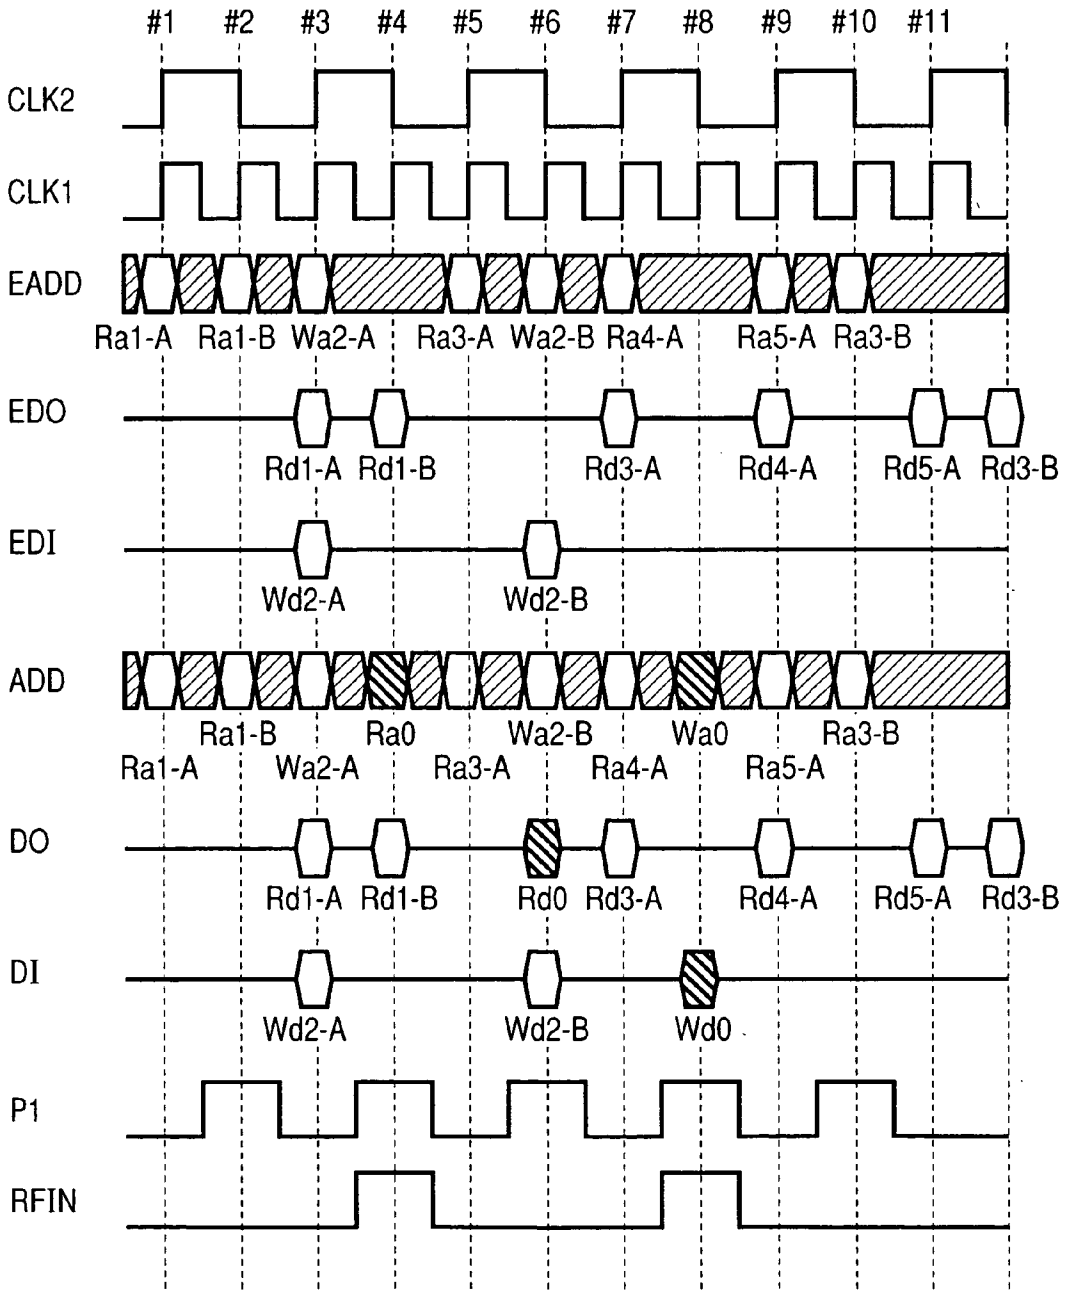 #1 #2 #3 #4 #5 #6 #7 #8 #9 #10 #11
CLK2
CLK1
EADD
Ra1-A Ra1-B Wa2-A Ra3-A Wa2-B Ra4-A Ra5-A Ra3-B
EDO
Rd1-A Rd1-B Rd3-A Rd4-A Rd5-A Rd3-B
EDI
Wd2-A Wd2-B
ADD
Ra1-B Ra0 Wa2-B Wa0 Ra3-B
Ra1-A Wa2-A Ra3-A Ra4-A Ra5-A
DO
Rd1-A Rd1-B Rd0 Rd3-A Rd4-A Rd5-A Rd3-B
DI
Wd2-A Wd2-B Wd0
P1
RFIN